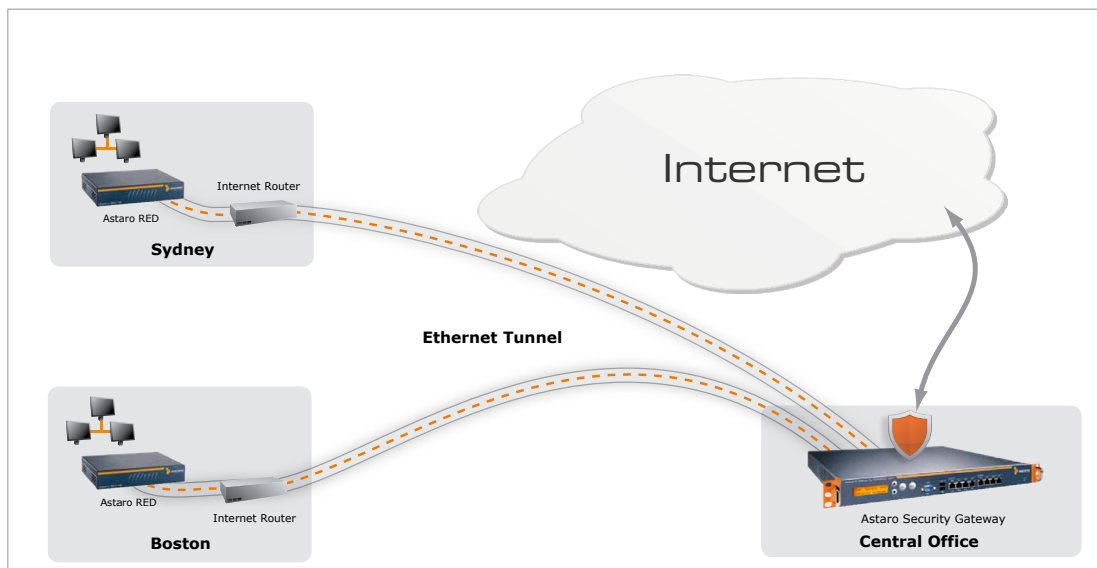 Internet
Internet Router
Astaro RED
Sydney
Ethernet Tunnel
Astaro RED
Internet Router
Boston
Astaro Security Gateway
Central Office